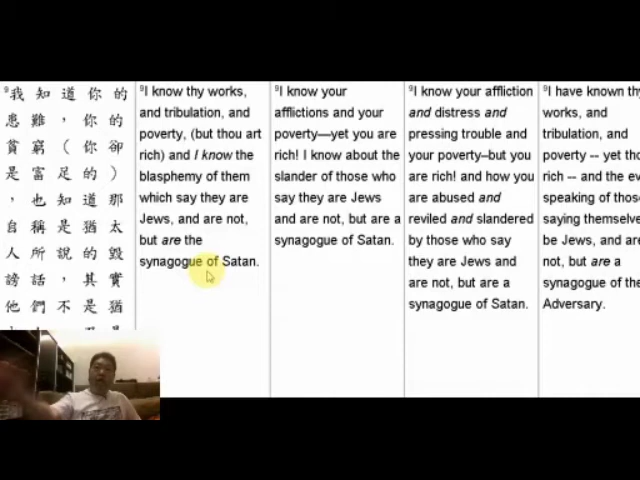 ⁹我知道你的
患難，你的
貧窮（你卻
是富足的）
，也知道那
自稱是猶太
人所說的毀
謗話，其實
他們不是猶
⁹I know thy works,
and tribulation, and
poverty, (but thou art
rich) and I know the
blasphemy of them
which say they are
Jews, and are not,
but are the
synagogue of Satan.
⁹I know your
afflictions and your
poverty—yet you are
rich! I know about the
slander of those who
say they are Jews
and are not, but are a
synagogue of Satan.
⁹I know your affliction
and distress and
pressing trouble and
your poverty--but you
are rich! and how you
are abused and
reviled and slandered
by those who say
they are Jews and
are not, but are a
synagogue of Satan.
⁹I have known thy
works, and
tribulation, and
poverty -- yet tho
rich -- and the ev
speaking of those
saying themselve
be Jews, and are
not, but are a
synagogue of the
Adversary.